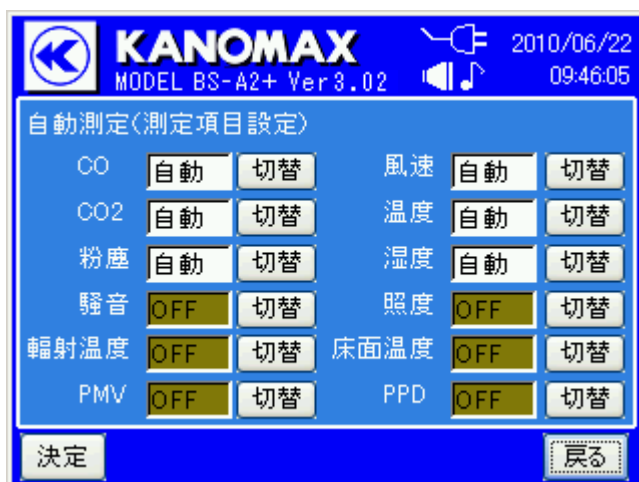 KANOMAX 2010/06/22
MODEL BS-A2+ Ver3.02 09:46:05
自動測定(測定項目設定)
CO 自動 切替 風速 自動 切替
CO2 自動 切替 温度 自動 切替
粉塵 自動 切替 湿度 自動 切替
騒音 OFF 切替 照度 OFF 切替
輻射温度 OFF 切替 床面温度 OFF 切替
PMV OFF 切替 PPD OFF 切替
決定 戻る